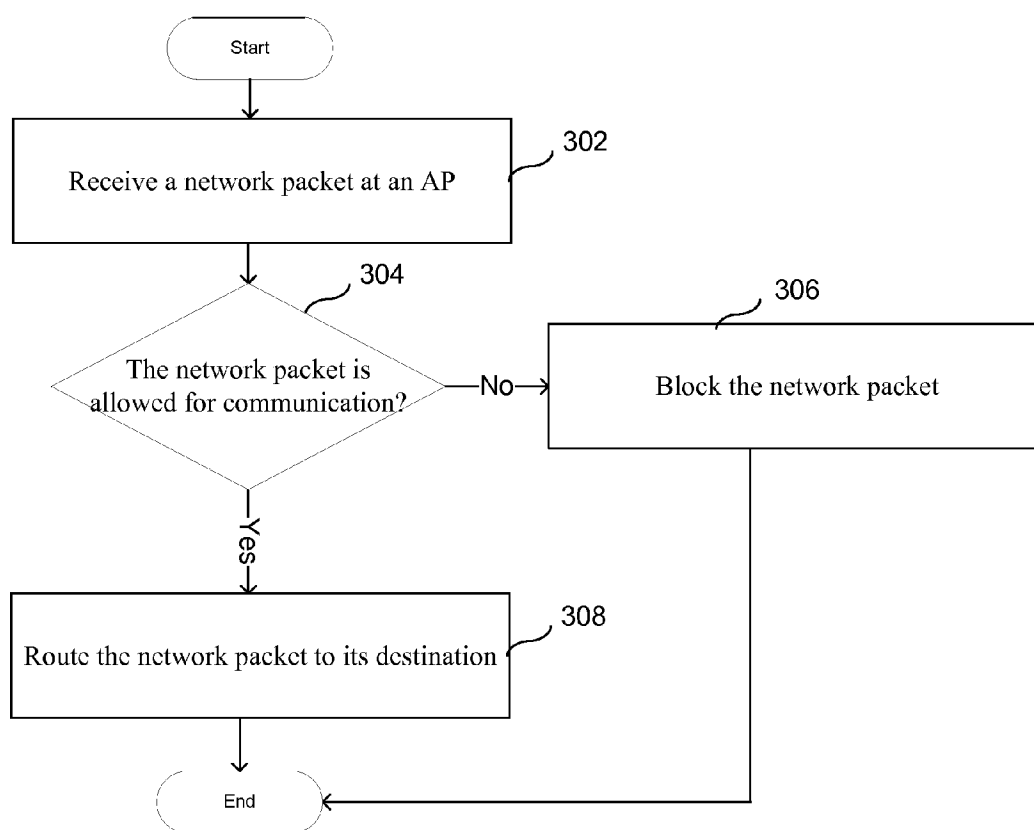 Start
302
Receive a network packet at an AP
304
306
The network packet is
allowed for communication?
No
Block the network packet
Yes
308
Route the network packet to its destination
End